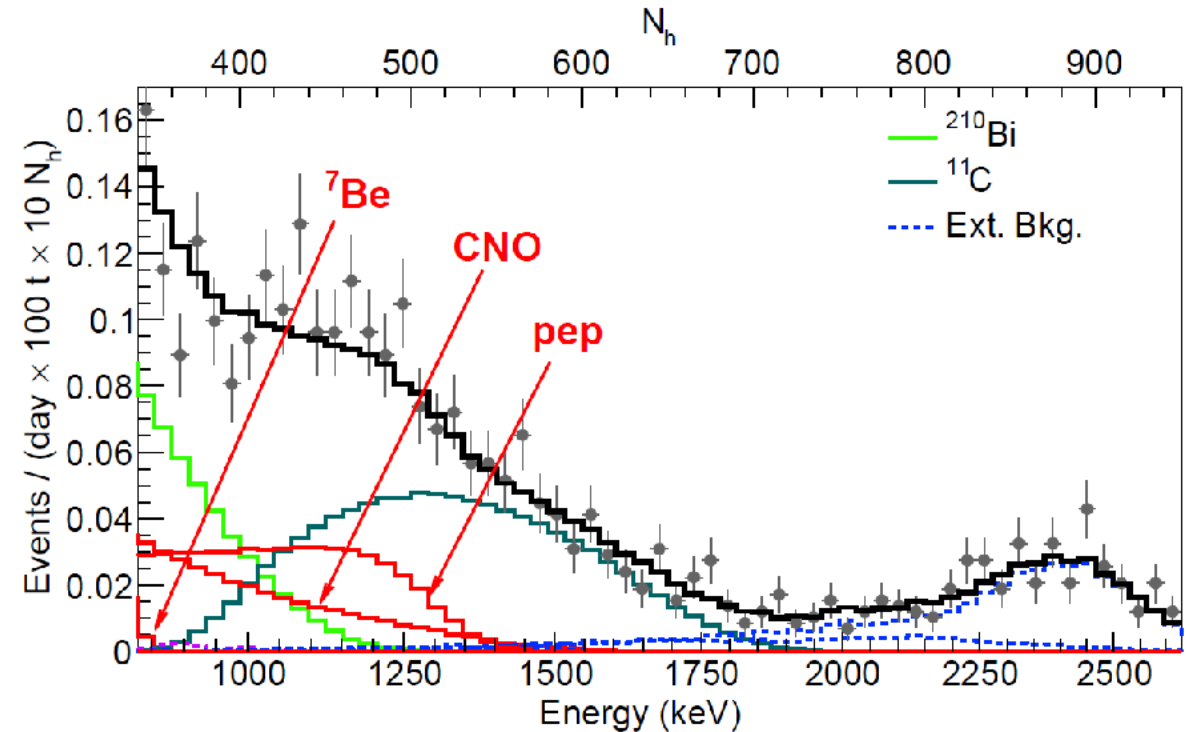 N_h
400 500 600 700 800 900
0.16
0.14
0.12
0.1
0.08
0.06
0.04
0.02
0
Events / (day × 100 t × 10 N_h)
²¹⁰Bi
¹¹C
Ext. Bkg.
⁷Be
CNO
pep
1000 1250 1500 1750 2000 2250 2500
Energy (keV)